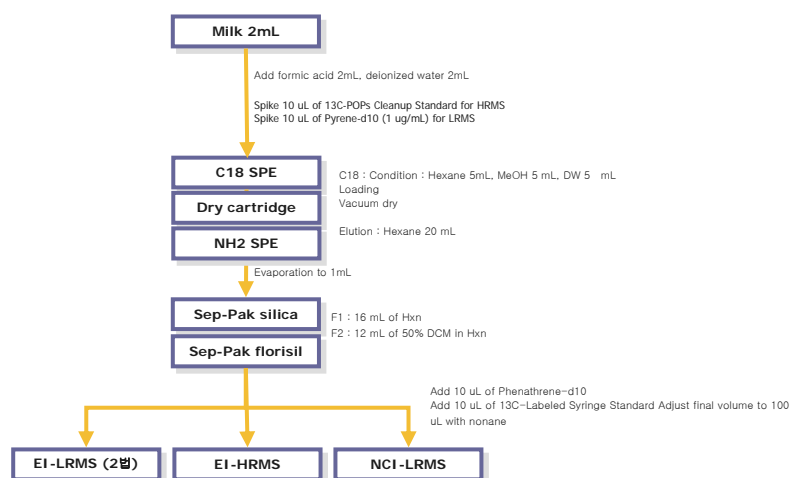 Milk 2mL
Add formic acid 2mL, deionized water 2mL
Spike 10 uL of 13C-POPs Cleanup Standard for HRMS
Spike 10 uL of Pyrene-d10 (1 ug/mL) for LRMS
C18 SPE
C18 : Condition : Hexane 5mL, MeOH 5 mL, DW 5 mL
Loading
Dry cartridge
Vacuum dry
Elution : Hexane 20 mL
NH2 SPE
Evaporation to 1mL
Sep-Pak silica
F1 : 16 mL of Hxn
F2 : 12 mL of 50% DCM in Hxn
Sep-Pak florisil
Add 10 uL of Phenathrene-d10
Add 10 uL of 13C-Labeled Syringe Standard Adjust final volume to 100
uL with nonane
EI-LRMS (2법)
EI-HRMS
NCI-LRMS